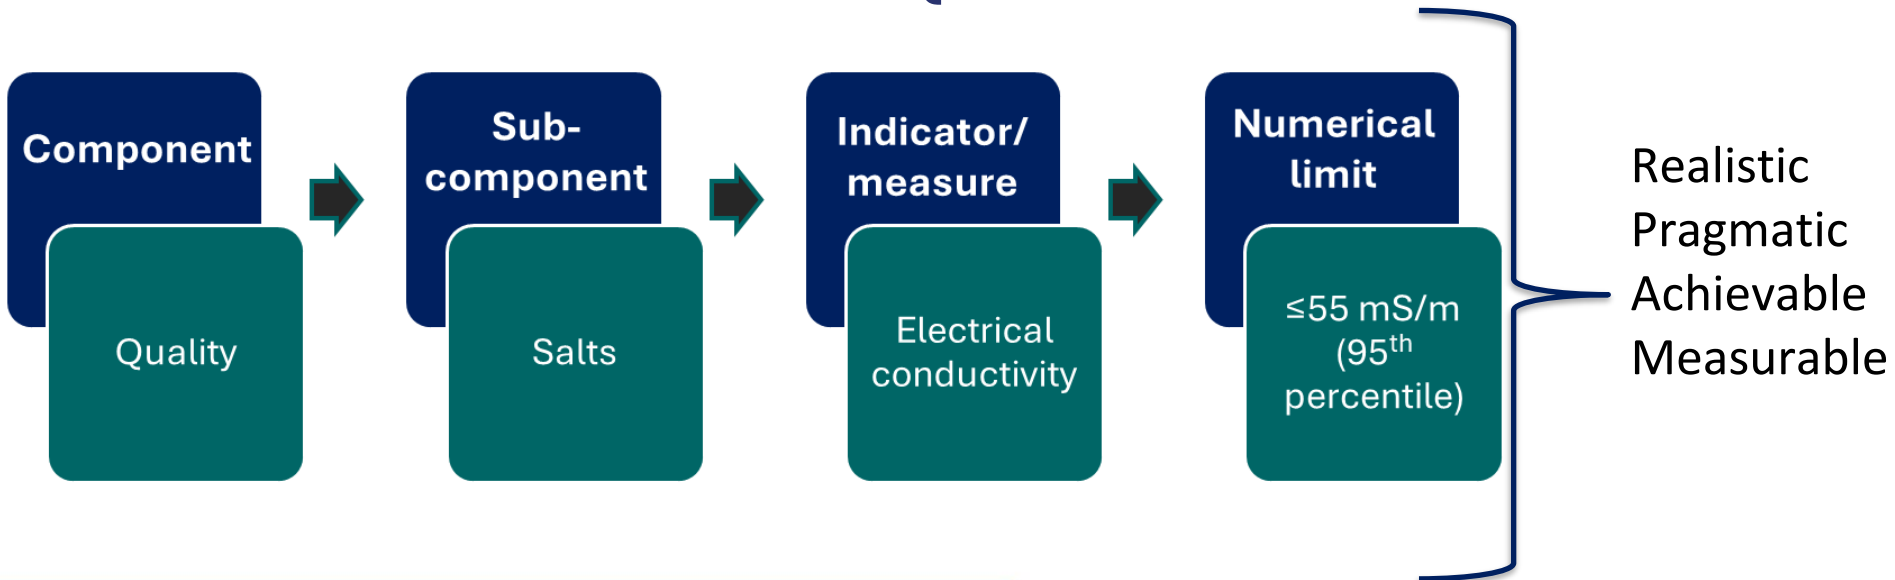 Component
Quality
Sub-
component
Salts
Indicator/
measure
Electrical
conductivity
Numerical
limit
≤55 mS/m
(95th
percentile)
Realistic
Pragmatic
Achievable
Measurable